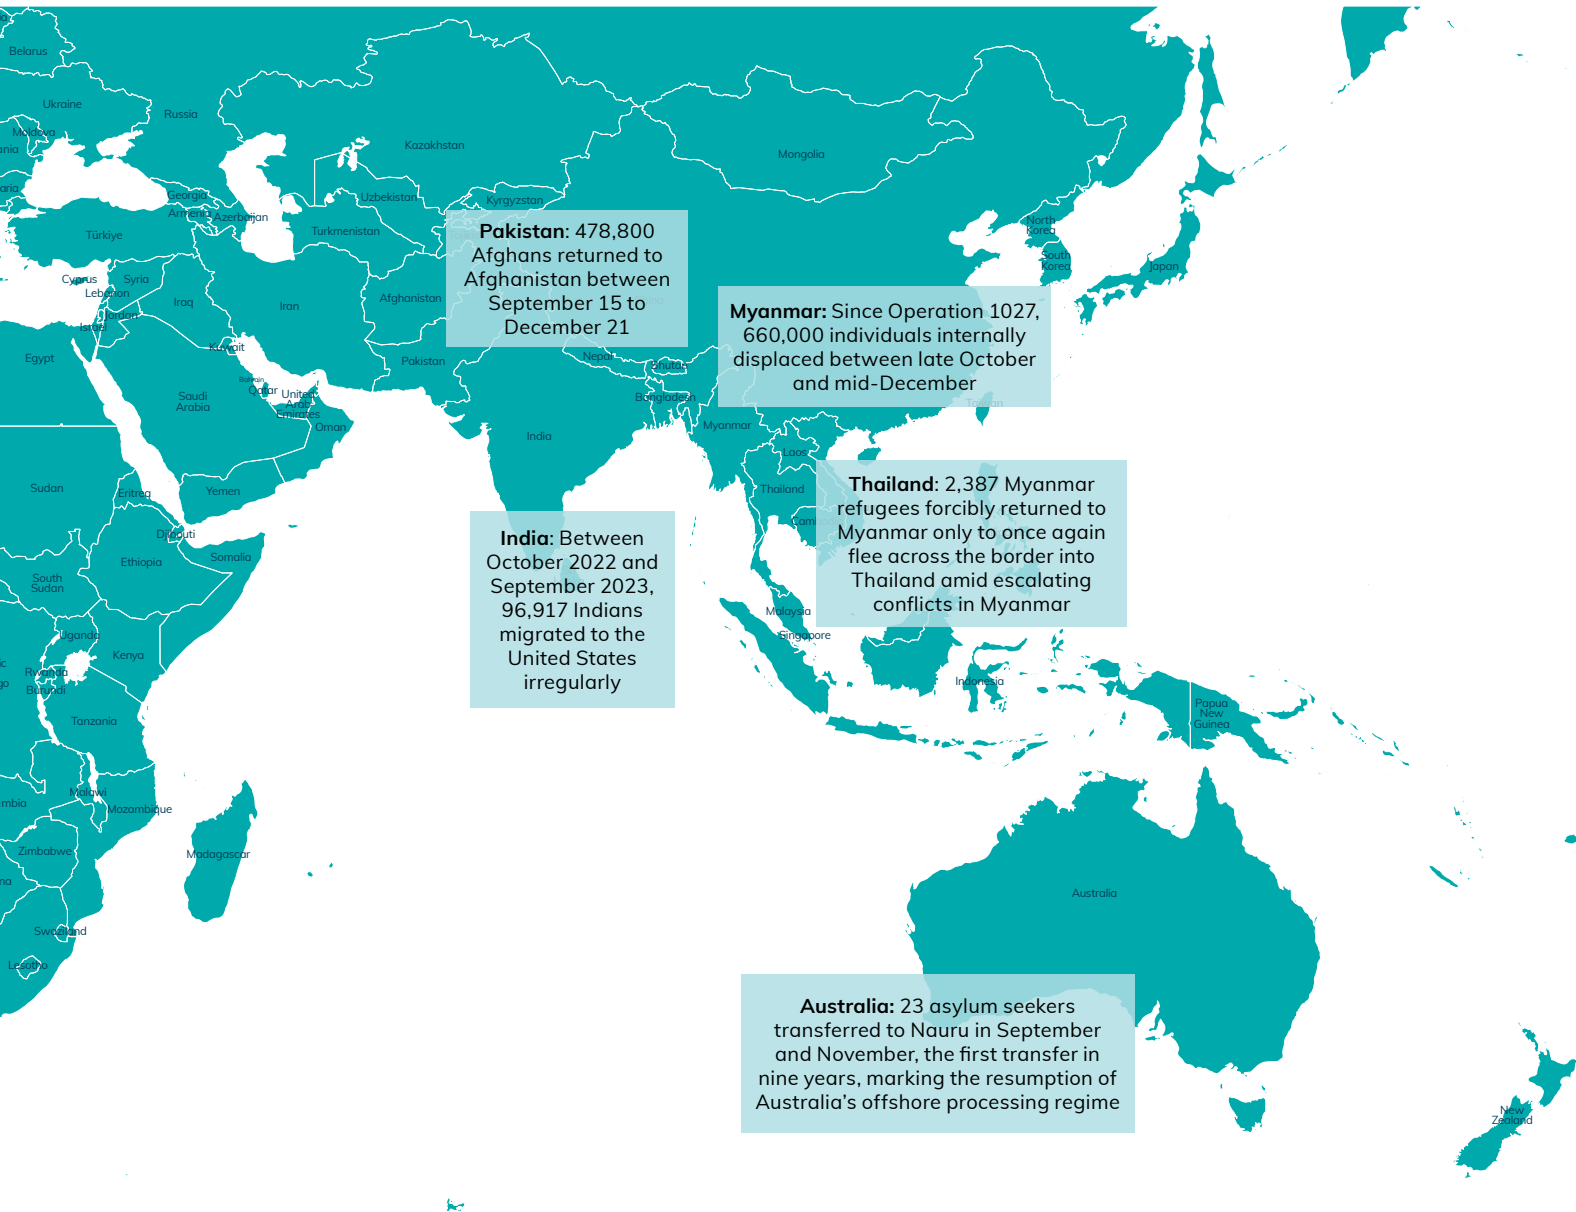 Belarus
Ukraine
Russia
Moldova
ania
Kazakhstan
Mongolia
aria
Georgia
Uzbekistan
Kyrgyzstan
Armenia
Azerbaijan
Türkiye
Turkmenistan
North
Korea
South
Korea
Japan
Cyprus
Syria
Lebanon
Iraq
Iran
Afghanistan
Jordan
Israel
Kuwait
Egypt
Pakistan
Bahrain
Qatar
United
Arab
Emirates
Saudi
Arabia
Oman
Nepal
Bhutan
Bangladesh
India
Myanmar
Taiwan
Laos
Thailand
Sudan
Eritrea
Yemen
Djibouti
Ethiopia
Somalia
South
Sudan
Uganda
Kenya
ic
go
Rwanda
Burundi
Tanzania
Malaysia
Singapore
Indonesia
Papua
New
Guinea
mbia
Malawi
Mozambique
Zimbabwe
Madagascar
na
Swaziland
Lesotho
Australia
New
Zealand
Pakistan: 478,800
Afghans returned to
Afghanistan between
September 15 to
December 21
Myanmar: Since Operation 1027,
660,000 individuals internally
displaced between late October
and mid-December
Thailand: 2,387 Myanmar
refugees forcibly returned to
Myanmar only to once again
flee across the border into
Thailand amid escalating
conflicts in Myanmar
India: Between
October 2022 and
September 2023,
96,917 Indians
migrated to the
United States
irregularly
Australia: 23 asylum seekers
transferred to Nauru in September
and November, the first transfer in
nine years, marking the resumption of
Australia’s offshore processing regime